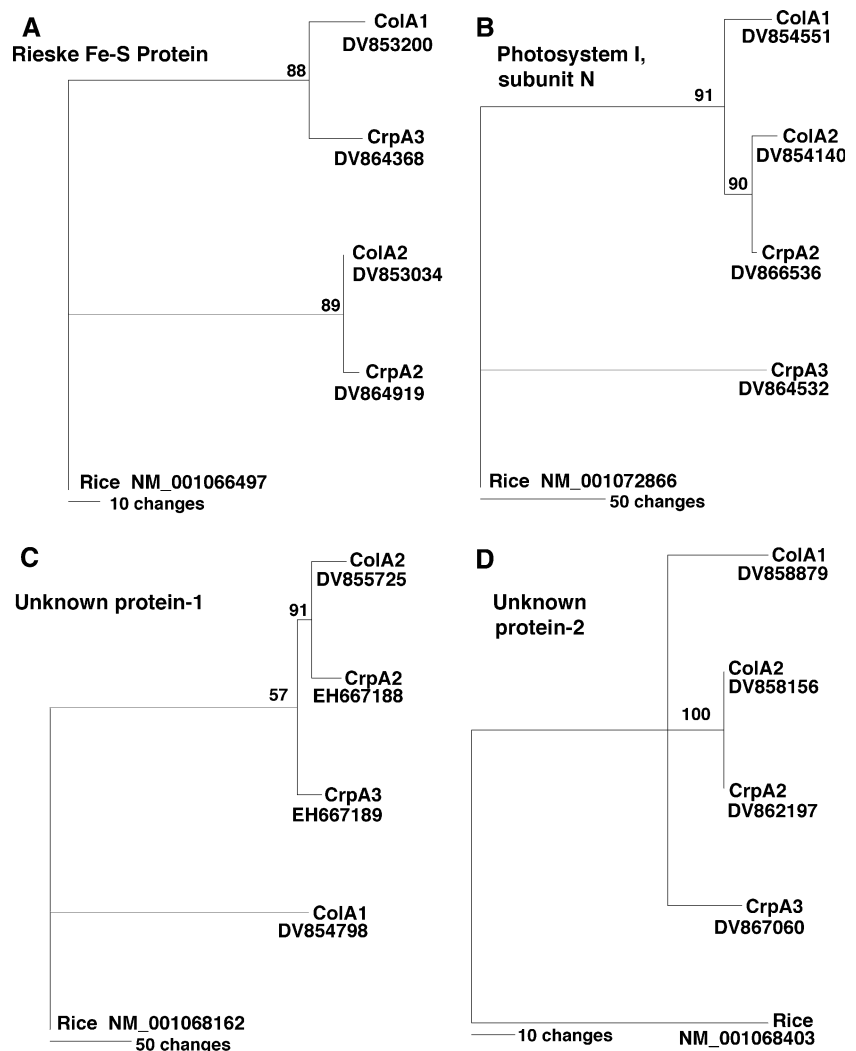 A
Rieske Fe-S Protein
88
ColA1
DV853200
CrpA3
DV864368
89
ColA2
DV853034
CrpA2
DV864919
Rice NM_001066497
10 changes
B
Photosystem I,
subunit N
91
ColA1
DV854551
90
ColA2
DV854140
CrpA2
DV866536
CrpA3
DV864532
Rice NM_001072866
50 changes
C
Unknown protein-1
57
91
ColA2
DV855725
CrpA2
EH667188
CrpA3
EH667189
ColA1
DV854798
Rice NM_001068162
50 changes
D
Unknown
protein-2
ColA1
DV858879
100
ColA2
DV858156
CrpA2
DV862197
CrpA3
DV867060
Rice
NM_001068403
10 changes